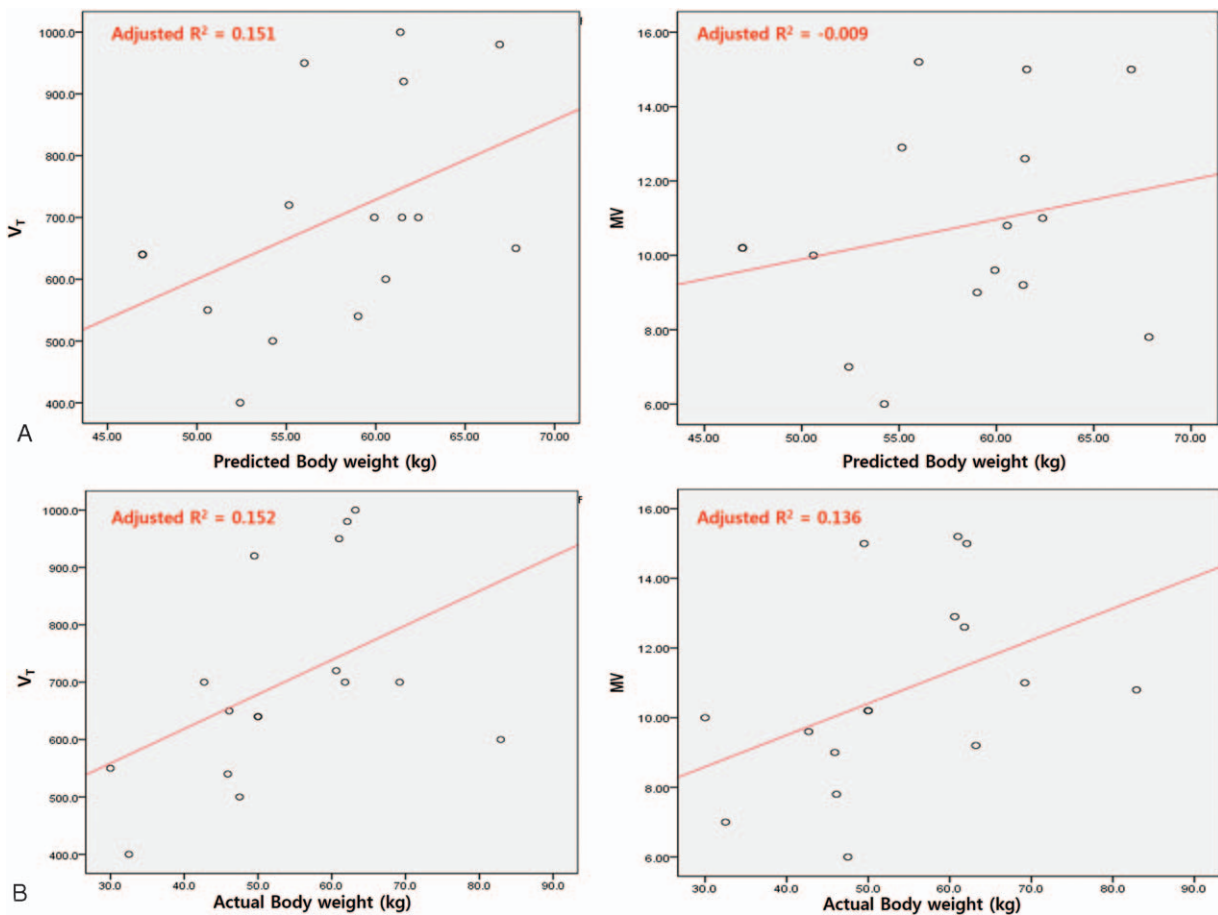 Adjusted R² = 0.151
1000.0
900.0
800.0
700.0
600.0
500.0
400.0
V_T
45.00 50.00 55.00 60.00 65.00 70.00
Predicted Body weight (kg)
A
Adjusted R² = -0.009
16.00
14.00
12.00
10.00
8.00
6.00
MV
45.00 50.00 55.00 60.00 65.00 70.00
Predicted Body weight (kg)
Adjusted R² = 0.152
1000.0
900.0
800.0
700.0
600.0
500.0
400.0
V_T
30.0 40.0 50.0 60.0 70.0 80.0 90.0
Actual Body weight (kg)
B
Adjusted R² = 0.136
16.00
14.00
12.00
10.00
8.00
6.00
MV
30.0 40.0 50.0 60.0 70.0 80.0 90.0
Actual Body weight (kg)